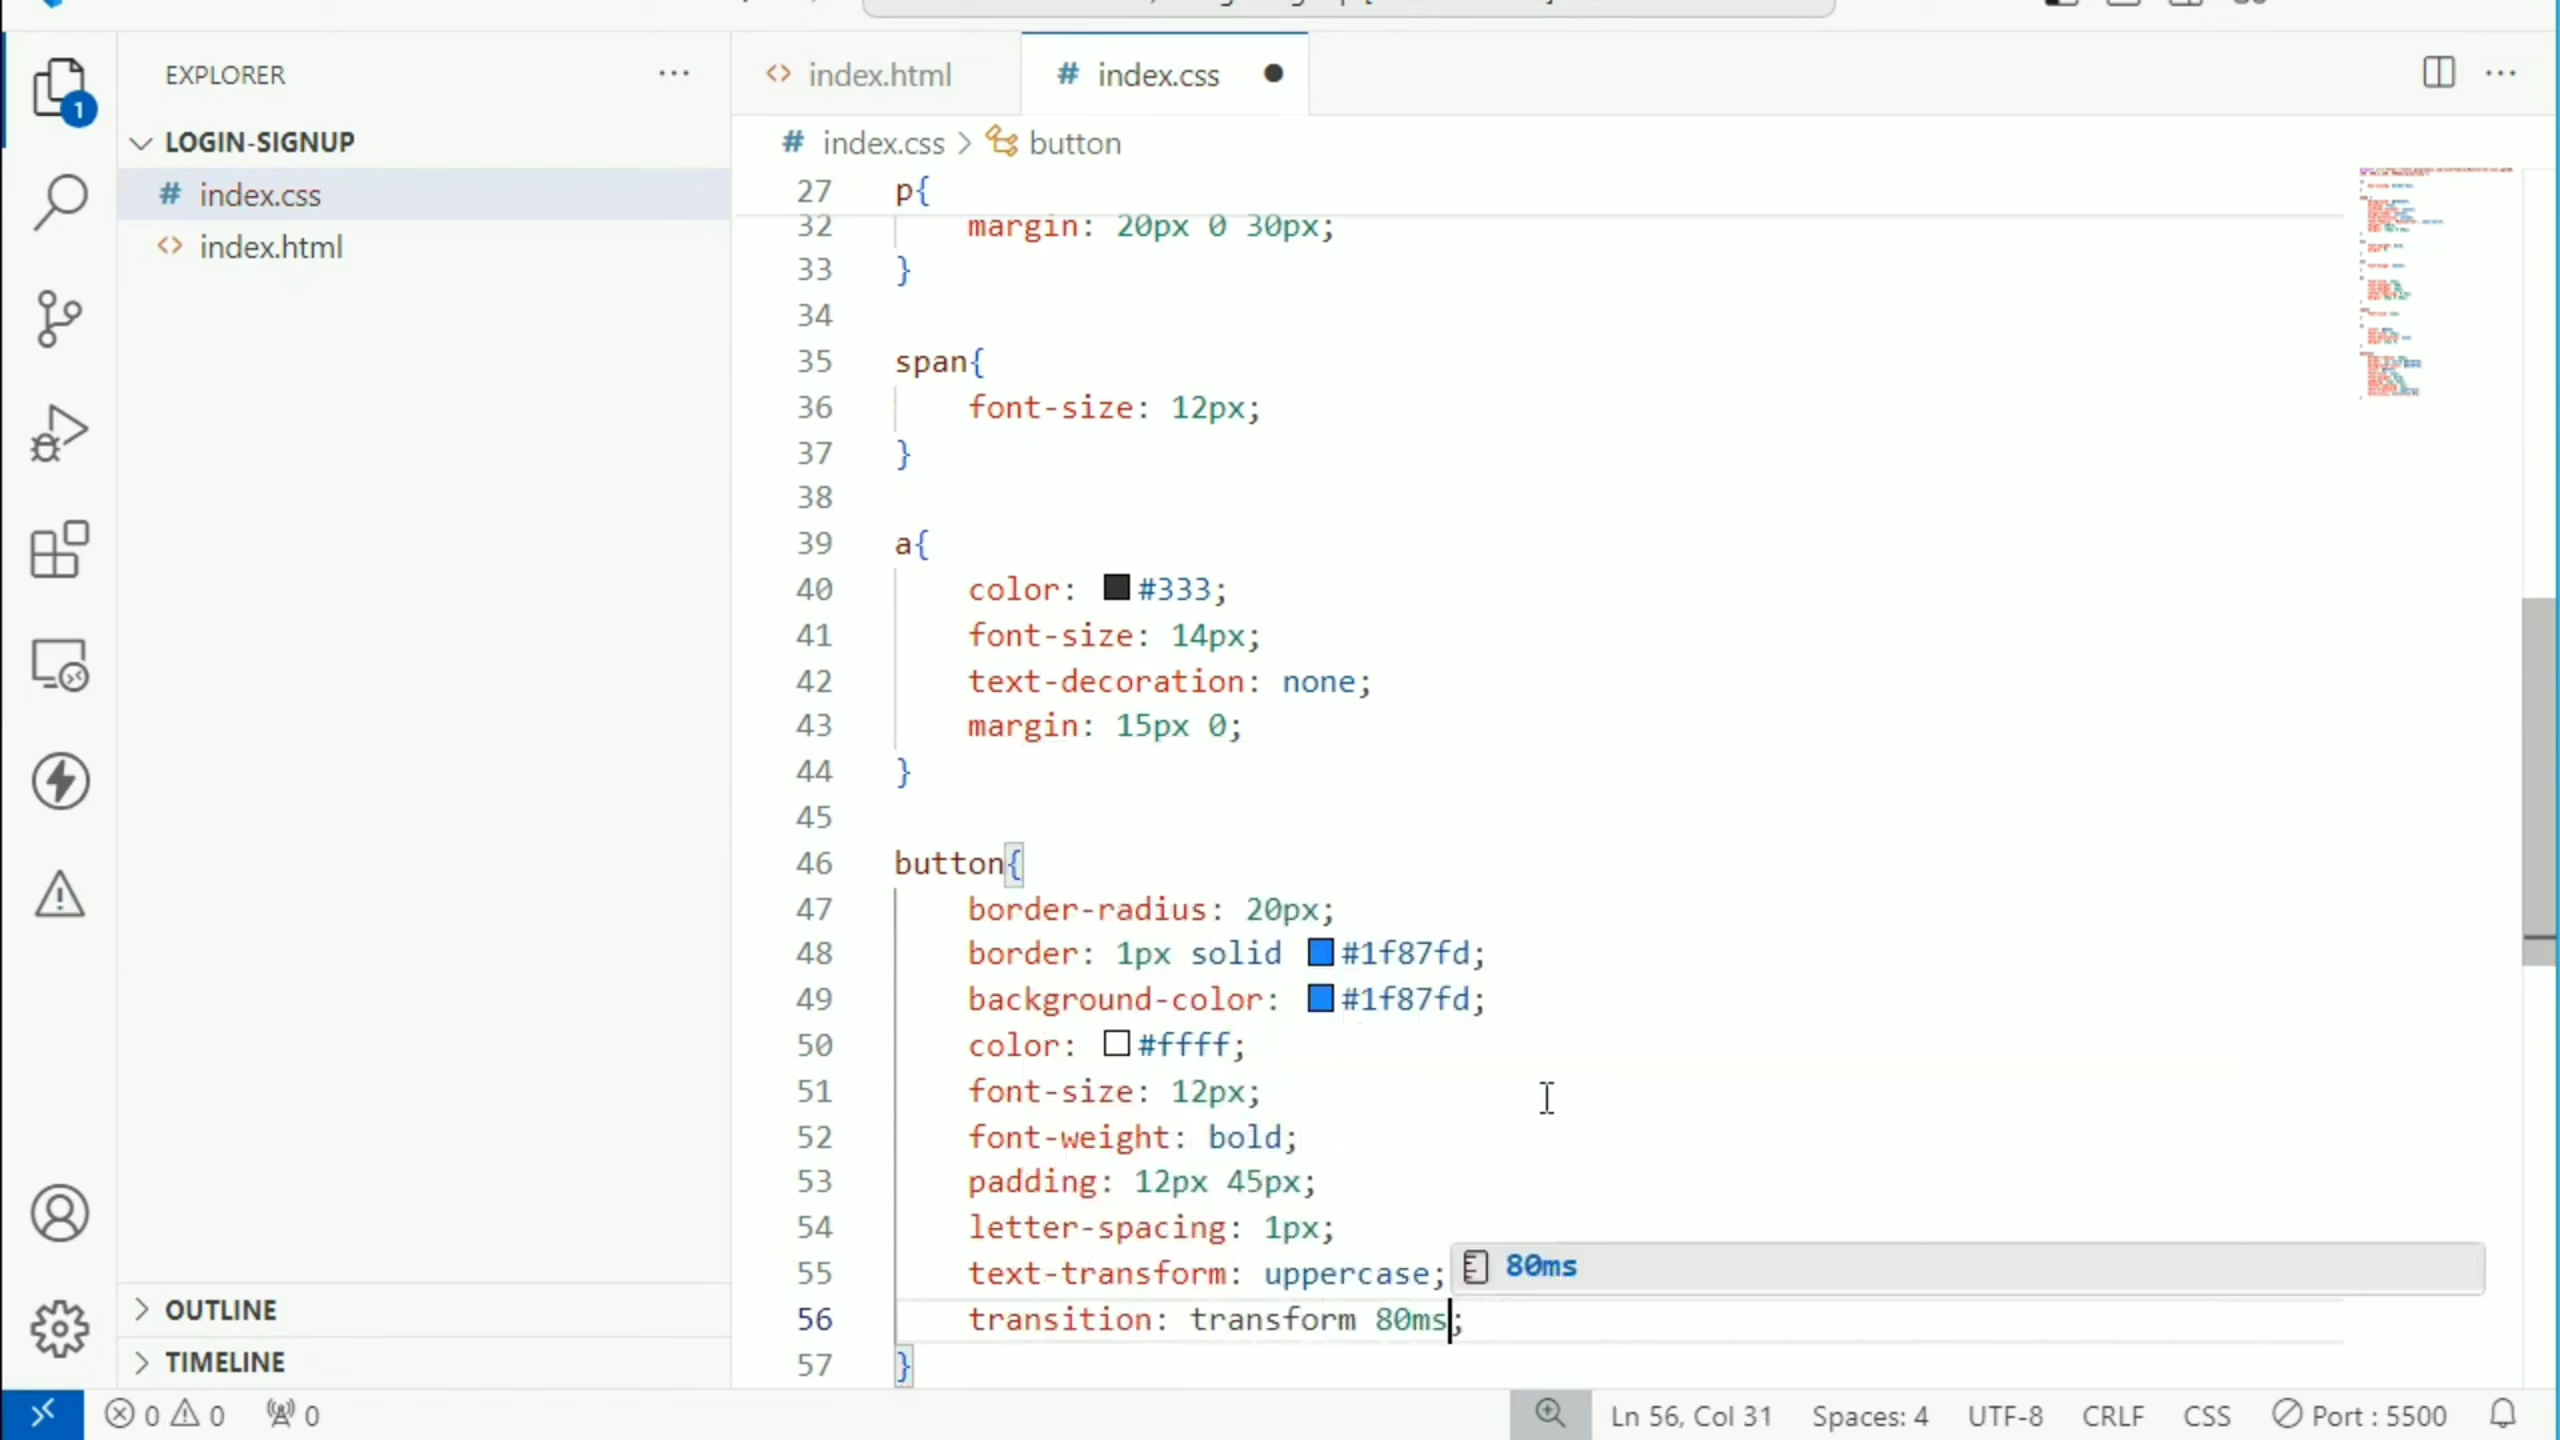 EXPLORER
1
LOGIN-SIGNUP
# index.css
<> index.html
OUTLINE
TIMELINE
<> index.html
# index.css
# index.css > button
27 p{
32 margin: 20px 0 30px;
33 }
34
35 span{
36 font-size: 12px;
37 }
38
39 a{
40 color: #333;
41 font-size: 14px;
42 text-decoration: none;
43 margin: 15px 0;
44 }
45
46 button{
47 border-radius: 20px;
48 border: 1px solid #1f87fd;
49 background-color: #1f87fd;
50 color: #ffff;
51 font-size: 12px;
52 font-weight: bold;
53 padding: 12px 45px;
54 letter-spacing: 1px;
55 text-transform: uppercase;
80ms
56 transition: transform 80ms;
57 }
0 0 0
Ln 56, Col 31 Spaces: 4 UTF-8 CRLF CSS Port : 5500